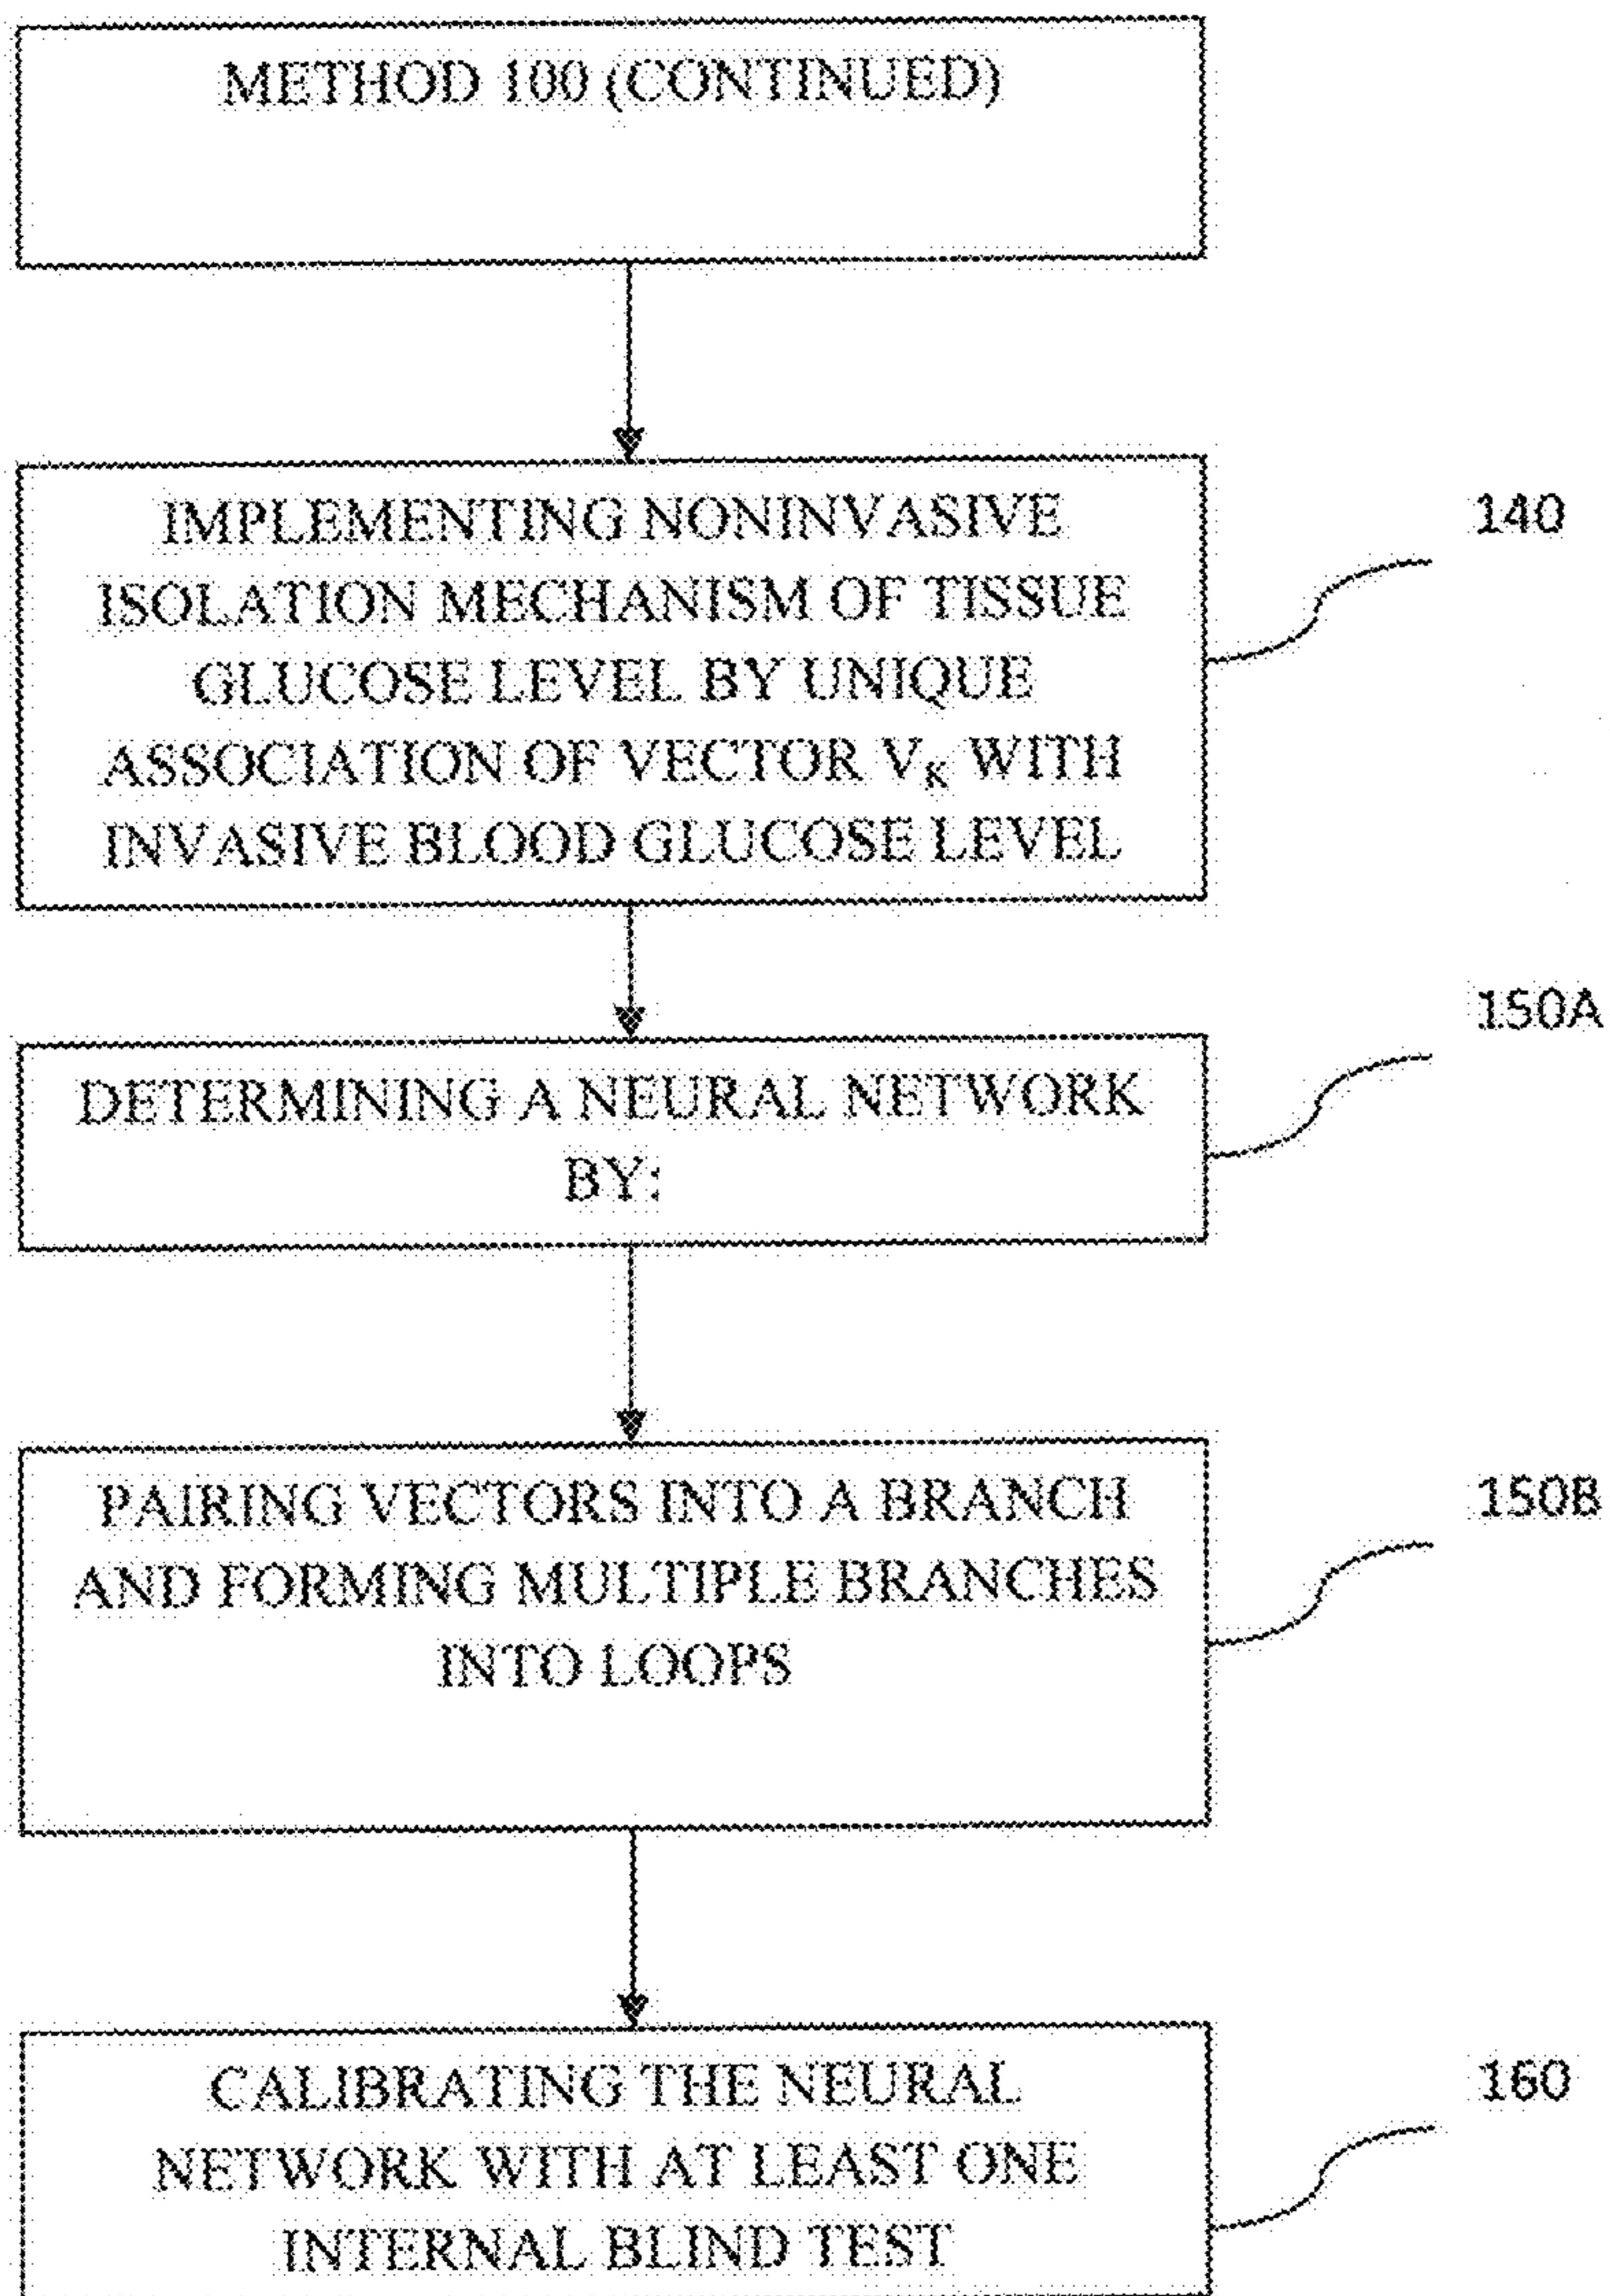 METHOD 100 (CONTINUED)
IMPLEMENTING NONINVASIVE
ISOLATION MECHANISM OF TISSUE
GLUCOSE LEVEL BY UNIQUE
ASSOCIATION OF VECTOR VK WITH
INVASIVE BLOOD GLUCOSE LEVEL
140
DETERMINING A NEURAL NETWORK
BY:
150A
PAIRING VECTORS INTO A BRANCH
AND FORMING MULTIPLE BRANCHES
INTO LOOPS
150B
CALIBRATING THE NEURAL
NETWORK WITH AT LEAST ONE
INTERNAL BLIND TEST
160